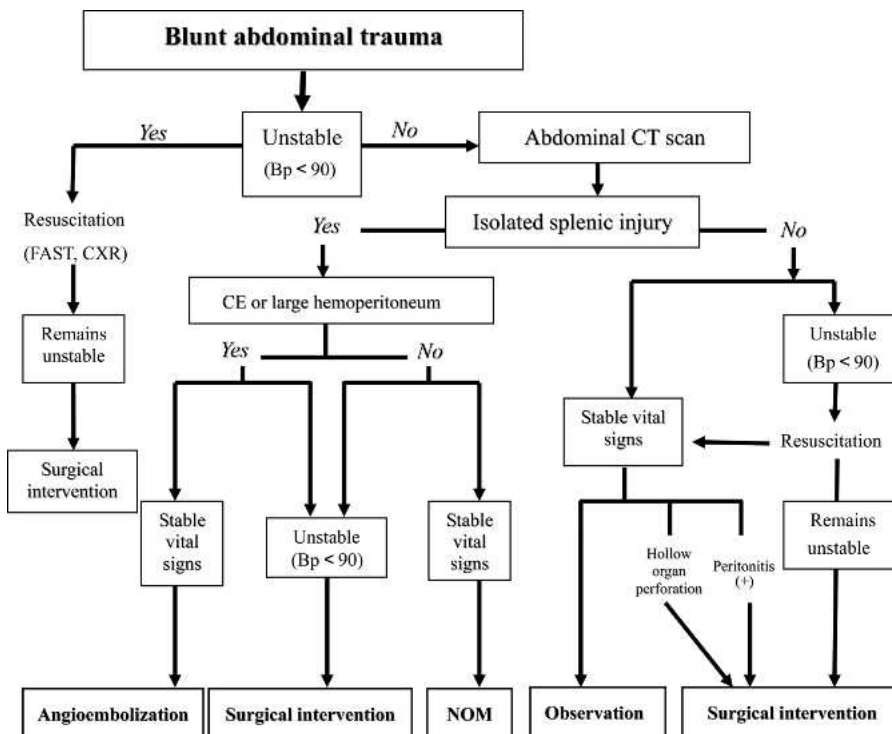 Blunt abdominal trauma
Yes
Unstable
(Bp < 90)
No
Abdominal CT scan
Resuscitation
(FAST, CXR)
Yes
Isolated splenic injury
No
CE or large hemoperitoneum
Remains
unstable
Unstable
(Bp < 90)
Yes
No
Stable vital
signs
Resuscitation
Surgical
intervention
Stable
vital
signs
Unstable
(Bp < 90)
Stable
vital
signs
Hollow
organ
perforation
Peritonitis
(+)
Remains
unstable
Angioembolization
Surgical intervention
NOM
Observation
Surgical intervention